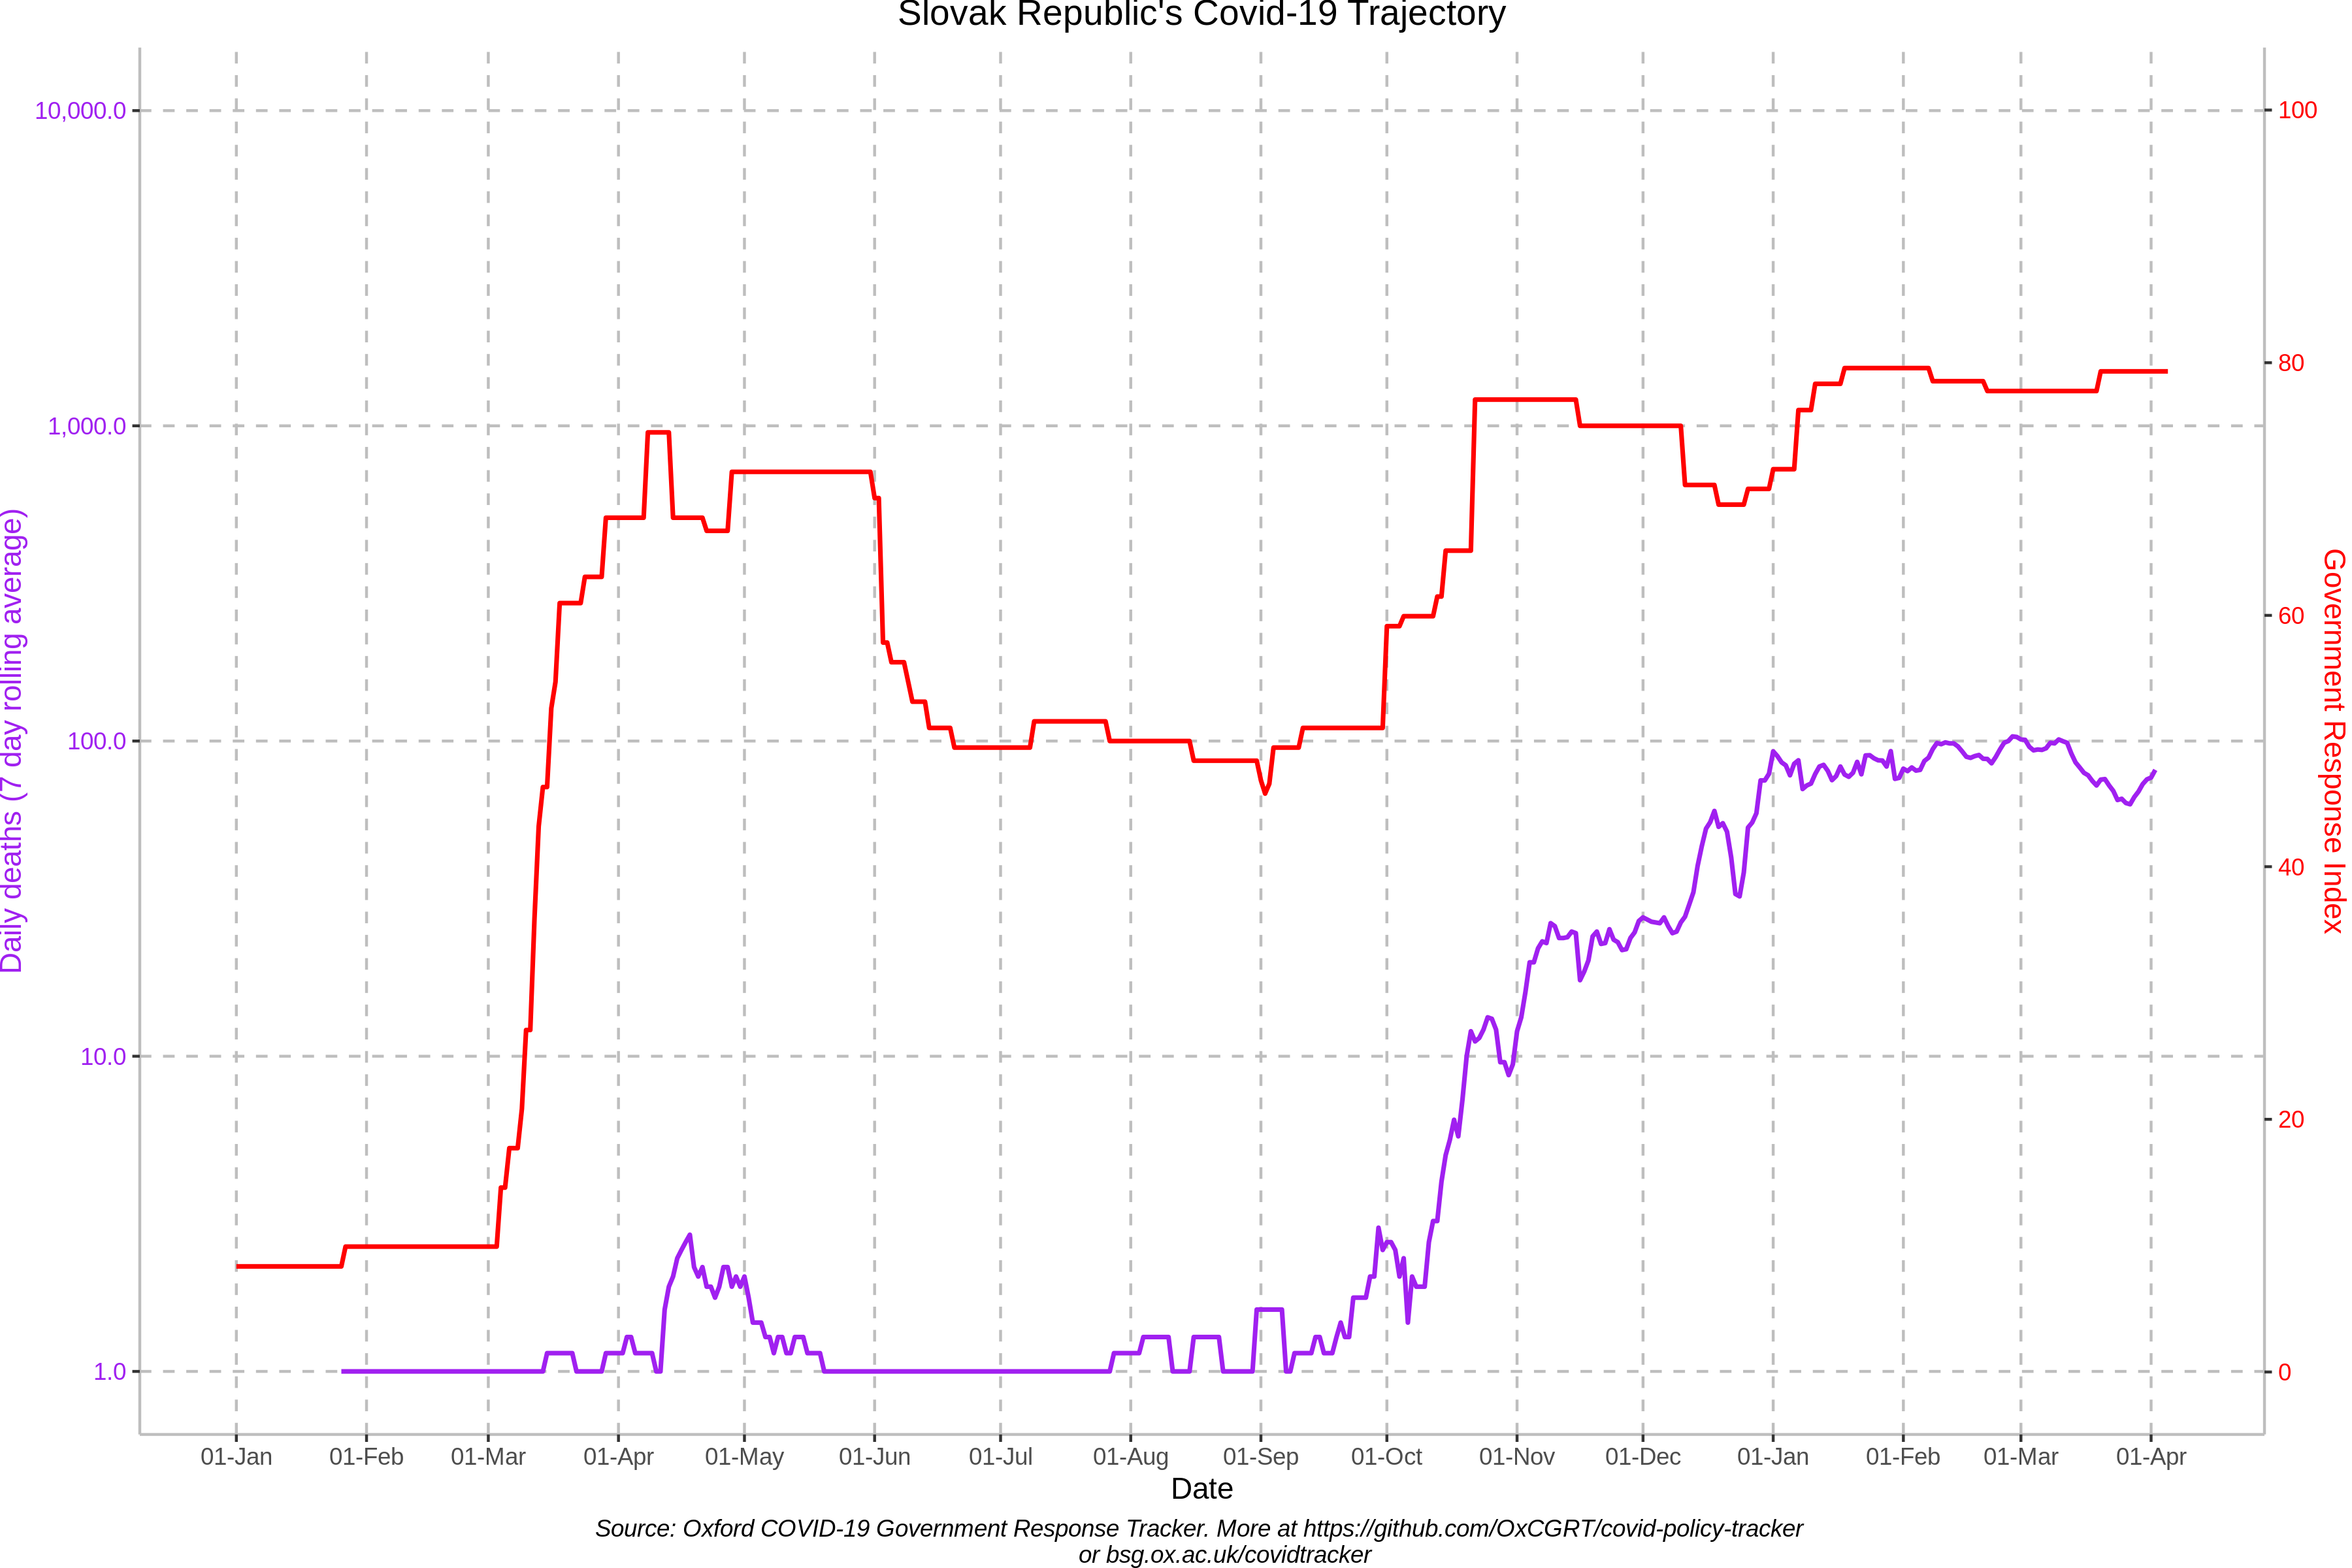 Slovak Republic's Covid-19 Trajectory
10,000.0
1,000.0
100.0
10.0
1.0
Daily deaths (7 day rolling average)
100
80
60
40
20
0
Government Response Index
01-Jan 01-Feb 01-Mar 01-Apr 01-May 01-Jun 01-Jul 01-Aug 01-Sep 01-Oct 01-Nov 01-Dec 01-Jan 01-Feb 01-Mar 01-Apr
Date
Source: Oxford COVID-19 Government Response Tracker. More at https://github.com/OxCGRT/covid-policy-tracker
or bsg.ox.ac.uk/covidtracker